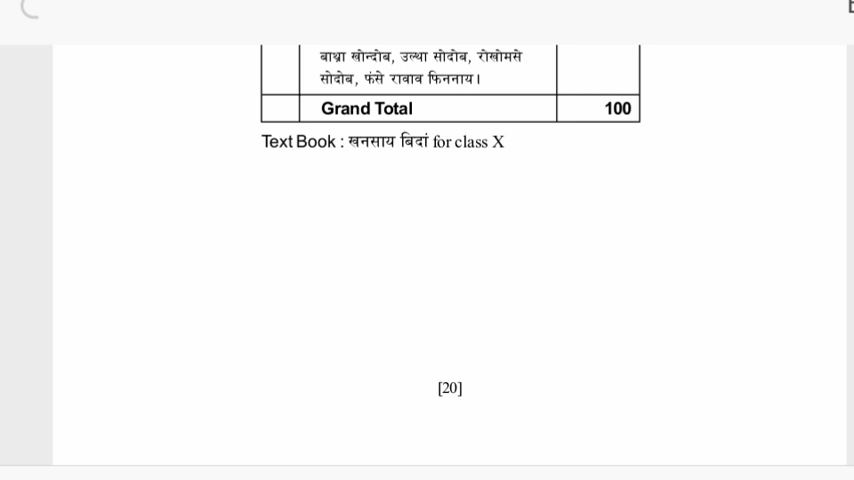 बाथ्रा खोन्दोब, उल्था सोदोब, रोखोमसे
सोदोब, फंसे रावाव फिननाय।
Grand Total 100
Text Book : खनसाय बिदां for class X
[20]